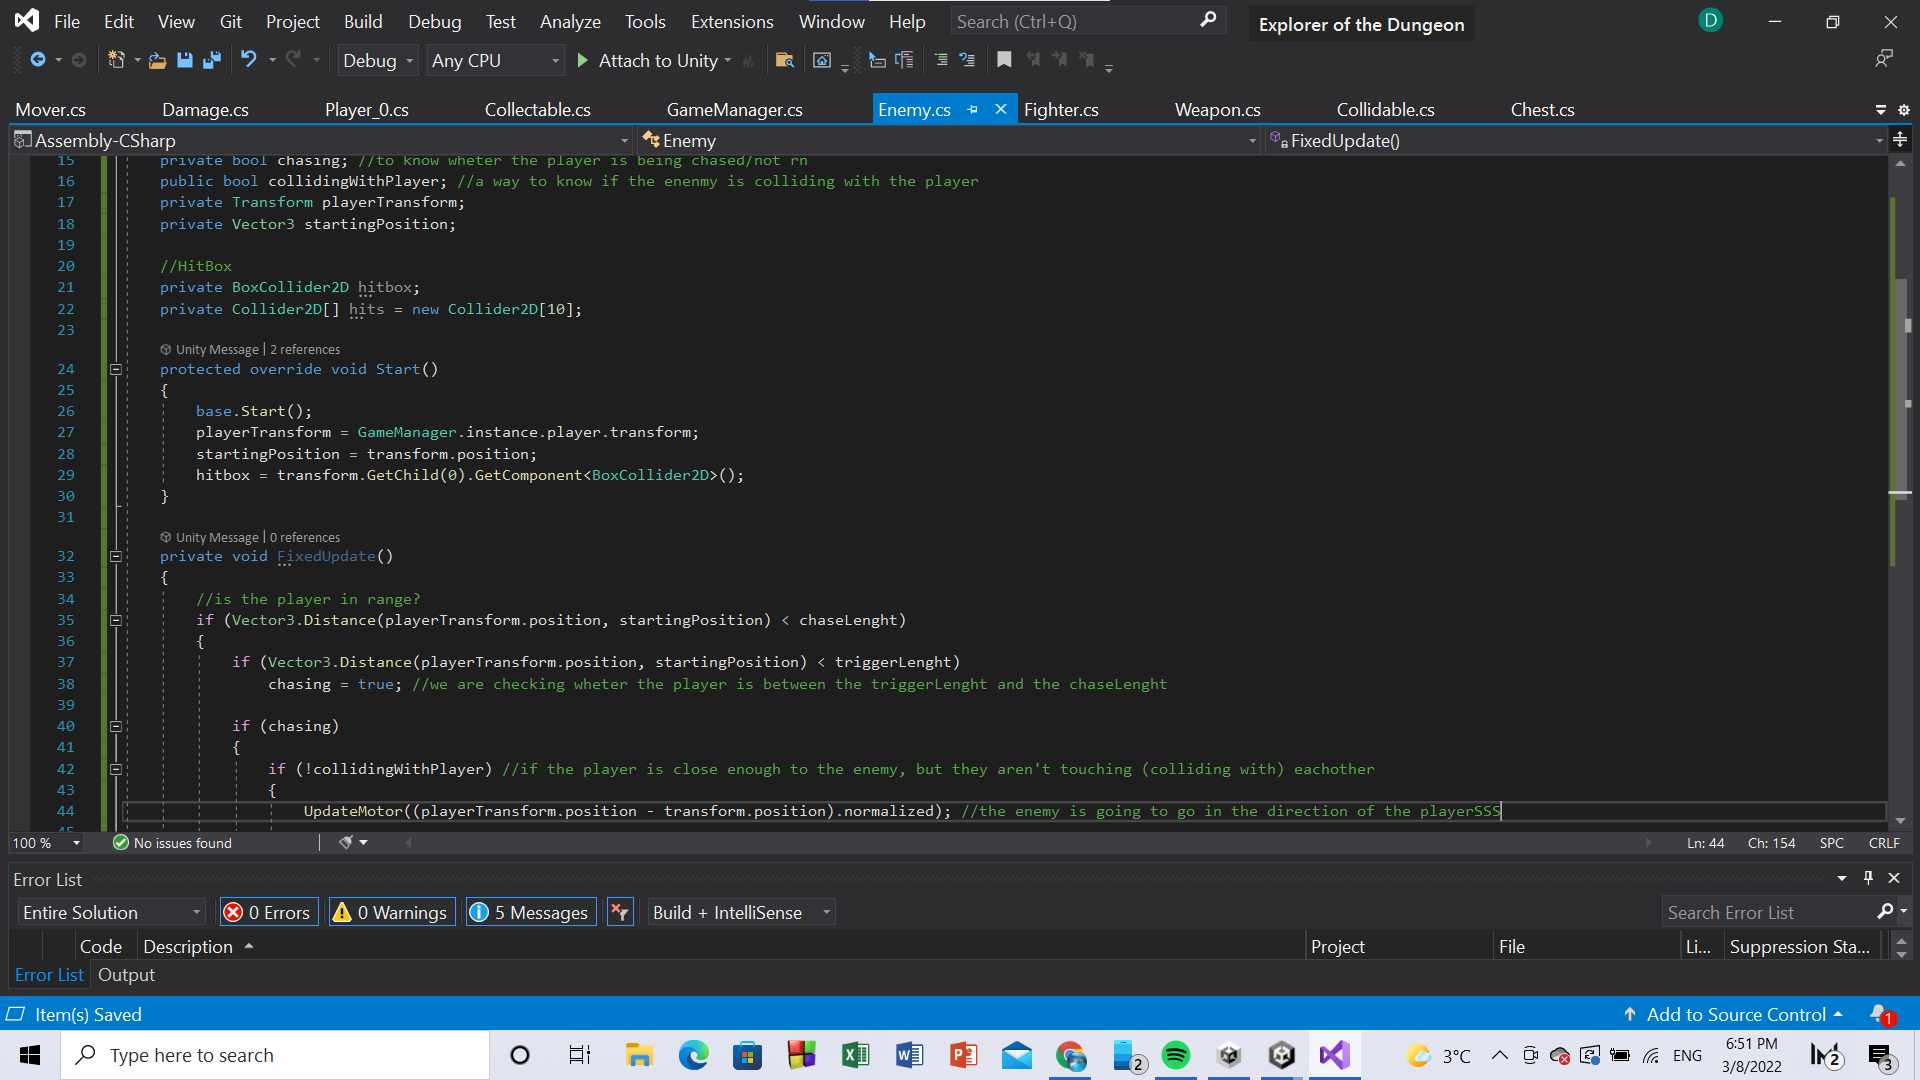 File Edit View Git Project Build Debug Test Analyze Tools Extensions Window Help Search (Ctrl+Q) Explorer of the Dungeon D
Debug Any CPU Attach to Unity
Mover.cs Damage.cs Player_0.cs Collectable.cs GameManager.cs Enemy.cs Fighter.cs Weapon.cs Collidable.cs Chest.cs
Assembly-CSharp Enemy FixedUpdate()
15 private bool chasing; //to know wheter the player is being chased/not rn
16 public bool collidingWithPlayer; //a way to know if the enenmy is colliding with the player
17 private Transform playerTransform;
18 private Vector3 startingPosition;
19
20 //HitBox
21 private BoxCollider2D hitbox;
22 private Collider2D[] hits = new Collider2D[10];
23
Unity Message | 2 references
24 protected override void Start()
25 {
26 base.Start();
27 playerTransform = GameManager.instance.player.transform;
28 startingPosition = transform.position;
29 hitbox = transform.GetChild(0).GetComponent<BoxCollider2D>();
30 }
31
Unity Message | 0 references
32 private void FixedUpdate()
33 {
34 //is the player in range?
35 if (Vector3.Distance(playerTransform.position, startingPosition) < chaseLenght)
36 {
37 if (Vector3.Distance(playerTransform.position, startingPosition) < triggerLenght)
38 chasing = true; //we are checking wheter the player is between the triggerLenght and the chaseLenght
39
40 if (chasing)
41 {
42 if (!collidingWithPlayer) //if the player is close enough to the enemy, but they aren't touching (colliding with) eachother
43 {
44 UpdateMotor((playerTransform.position - transform.position).normalized); //the enemy is going to go in the direction of the playerSSS
45
100 % No issues found Ln: 44 Ch: 154 SPC CRLF
Error List
Entire Solution 0 Errors 0 Warnings 5 Messages Build + IntelliSense Search Error List
Code Description Project File Li... Suppression Sta...
Error List Output
Item(s) Saved Add to Source Control 1
Type here to search 2 3°C ENG 6:51 PM 3/8/2022 2 3